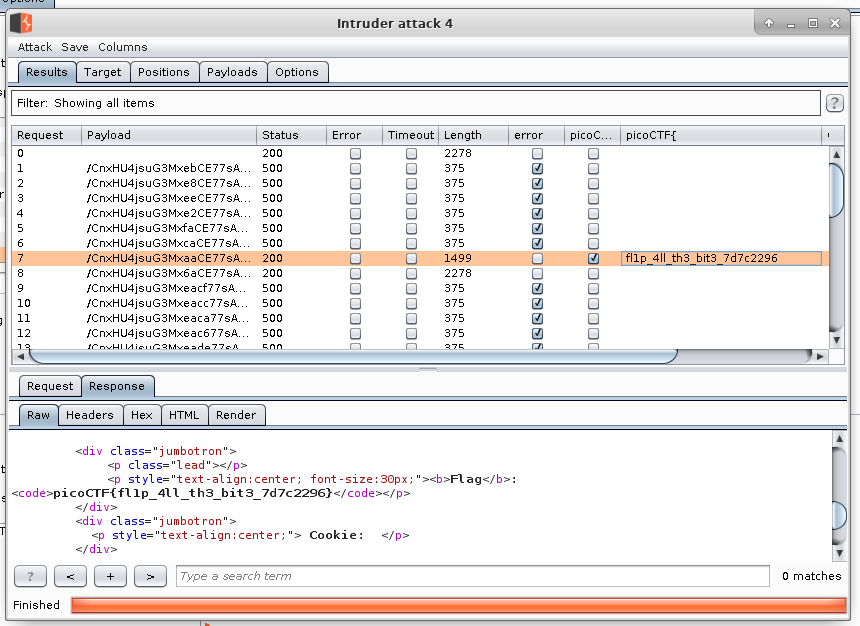 options
Intruder attack 4
Attack Save Columns
Results Target Positions Payloads Options
Filter: Showing all items ?
Request Payload Status Error Timeout Length error picoC... picoCTF{
0 200 2278
1 /CnxHU4jsuG3MxebCE77sA... 500 375
2 /CnxHU4jsuG3Mxe8CE77sA... 500 375
3 /CnxHU4jsuG3MxeeCE77sA... 500 375
4 /CnxHU4jsuG3Mxe2CE77sA... 500 375
5 /CnxHU4jsuG3MxfaCE77sA... 500 375
6 /CnxHU4jsuG3MxcaCE77sA... 500 375
7 /CnxHU4jsuG3MxaaCE77sA... 200 1499 fl1p_4ll_th3_bit3_7d7c2296
8 /CnxHU4jsuG3Mx6aCE77sA... 200 2278
9 /CnxHU4jsuG3Mxeacf77sA... 500 375
10 /CnxHU4jsuG3Mxeacc77sA... 500 375
11 /CnxHU4jsuG3Mxeaca77sA... 500 375
12 /CnxHU4jsuG3Mxeac677sA... 500 375
13 /CnxHU4jsuG3Mxeade77sA... 500 375
Request Response
Raw Headers Hex HTML Render
<div class="jumbotron">
<p class="lead"></p>
<p style="text-align:center; font-size:30px;"><b>Flag</b>:
<code>picoCTF{fl1p_4ll_th3_bit3_7d7c2296}</code></p>
</div>
<div class="jumbotron">
<p style="text-align:center;"> Cookie: </p>
</div>
? < + > Type a search term 0 matches
Finished